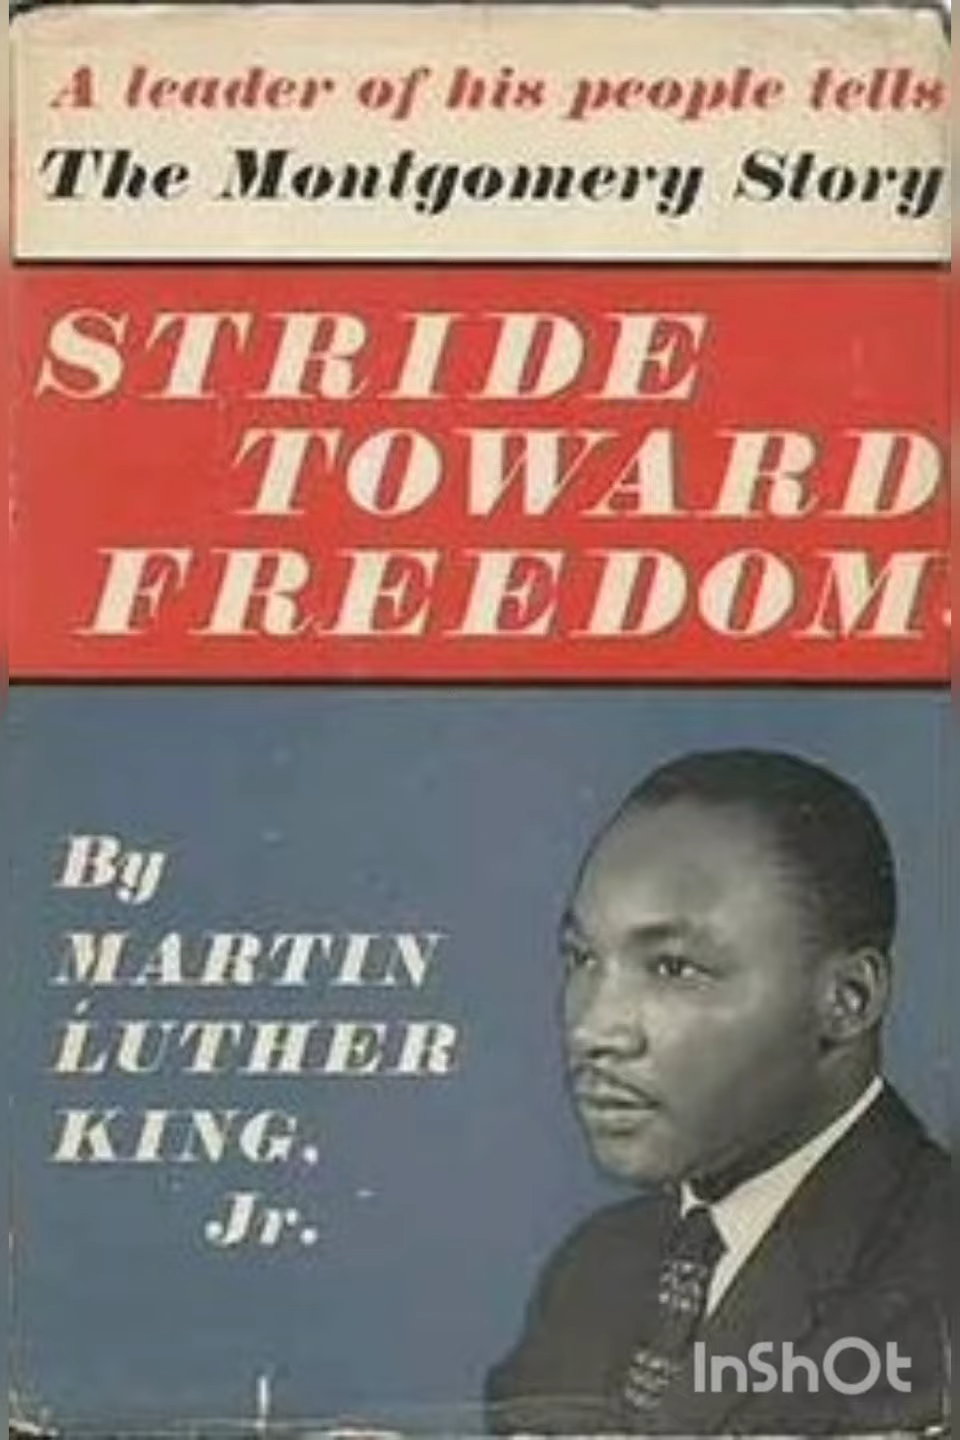 A leader of his people tells
The Montgomery Story
STRIDE
TOWARD
FREEDOM
By
MARTIN
LUTHER
KING,
Jr.
InShOt